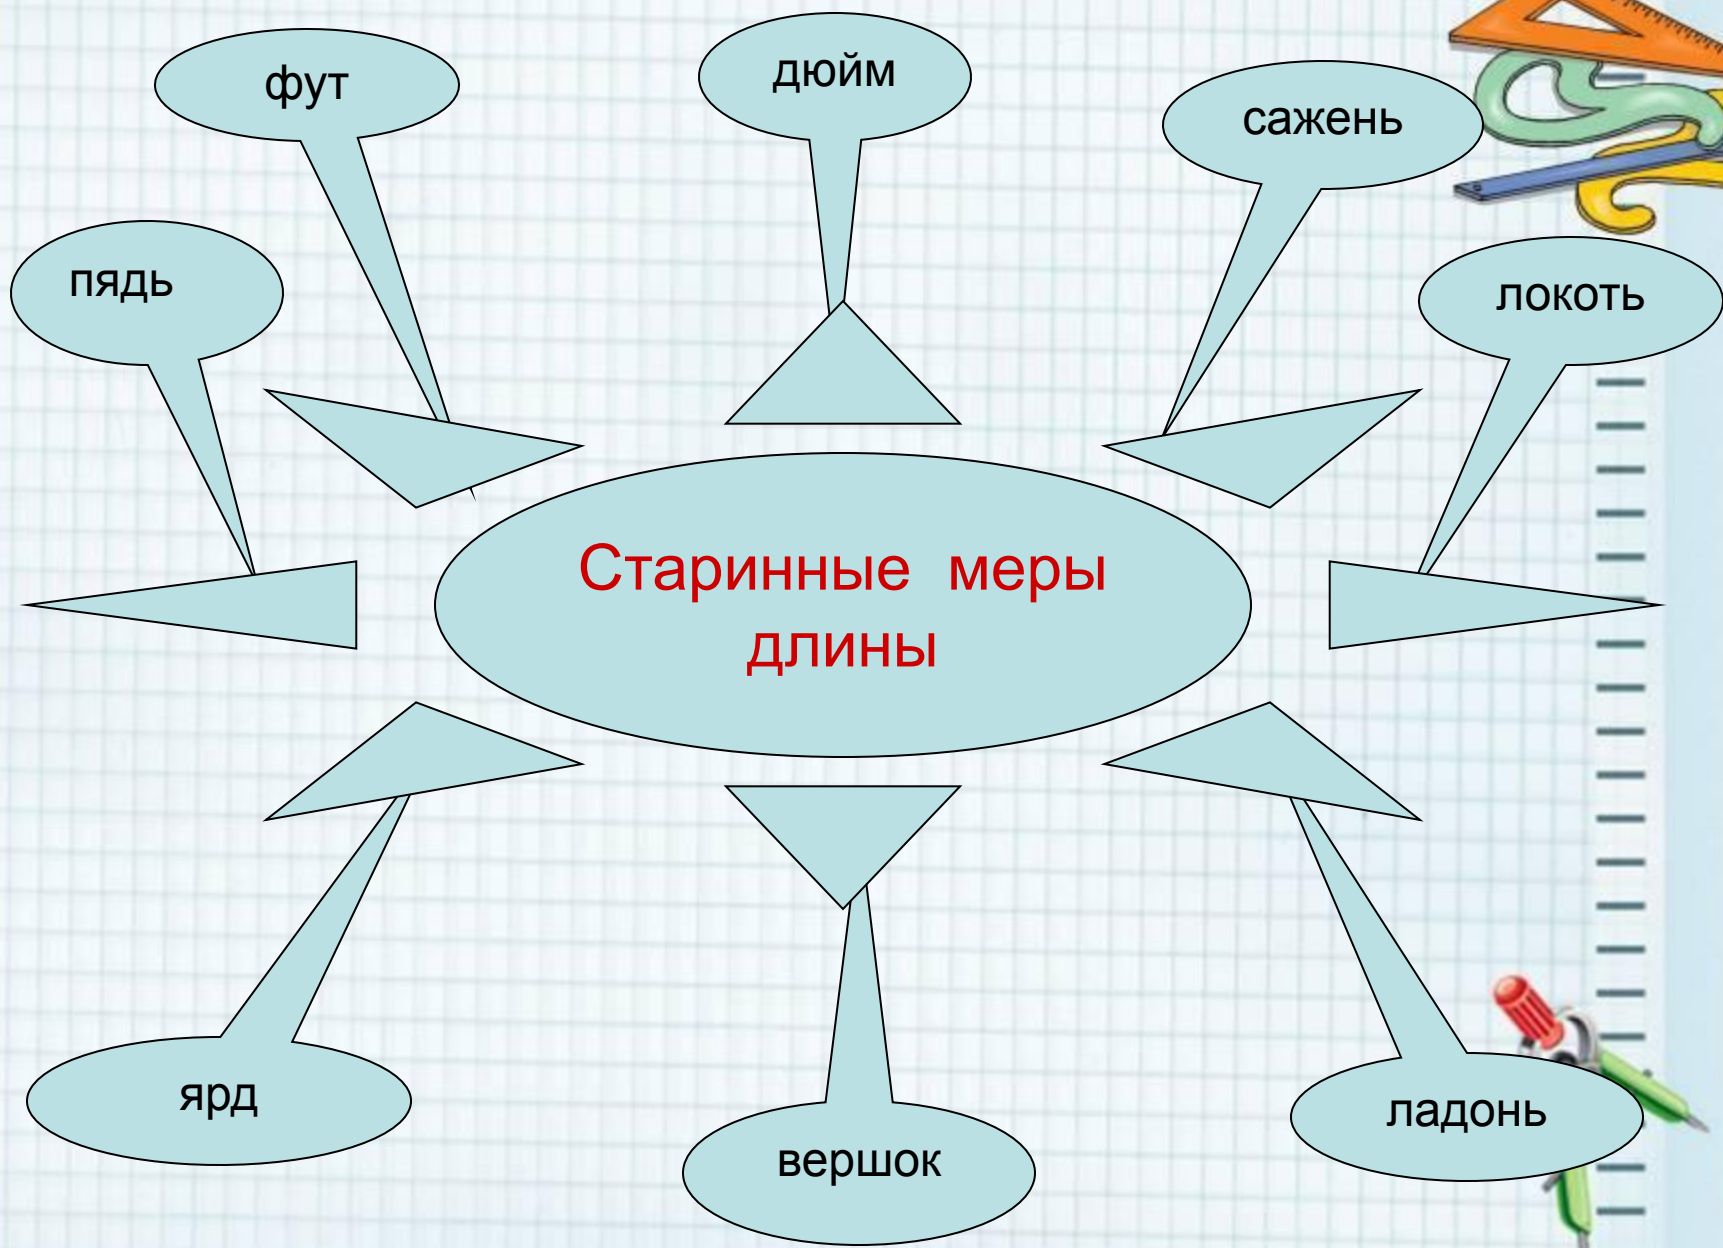 фут
дюйм
сажень
пядь
локоть
Старинные меры
длины
ярд
вершок
ладонь